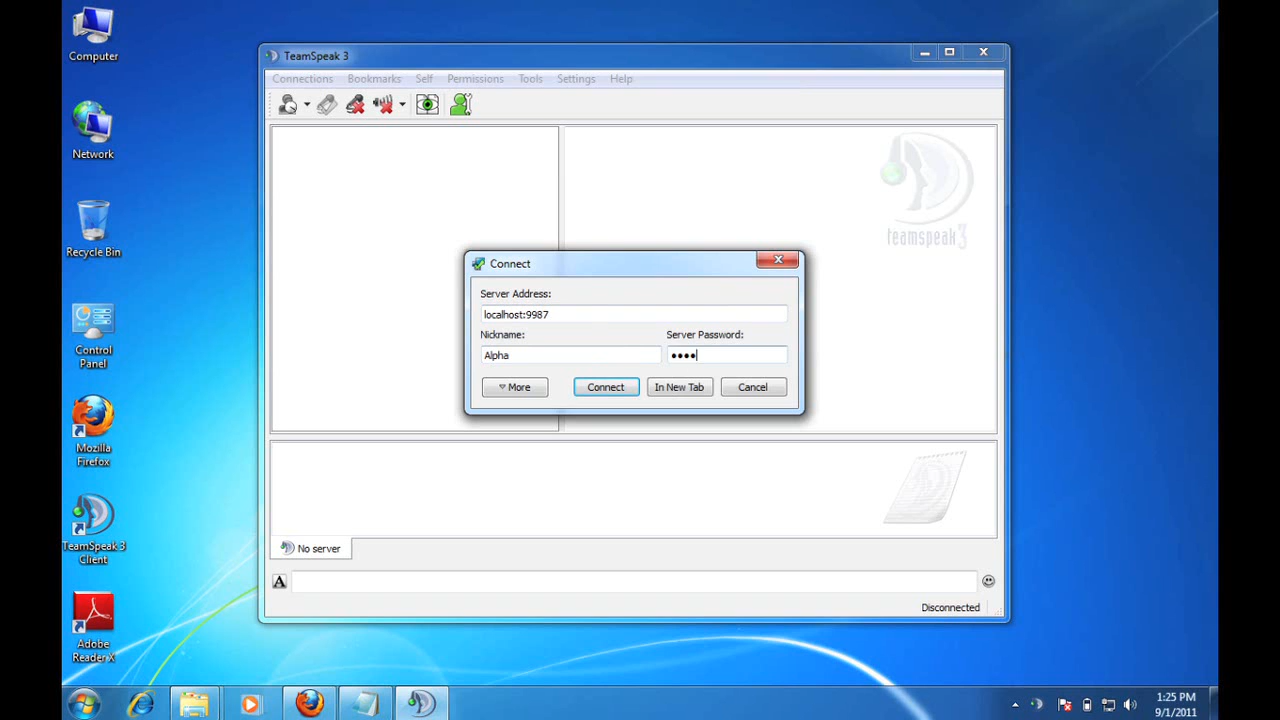 Computer
Network
Recycle Bin
Control
Panel
Mozilla
Firefox
TeamSpeak 3
Client
Adobe
Reader X
TeamSpeak 3
Connections Bookmarks Self Permissions Tools Settings Help
teamspeak3
Connect
Server Address:
localhost:9987
Nickname: Server Password:
Alpha ••••
More Connect In New Tab Cancel
No server
A
Disconnected
1:25 PM
9/1/2011